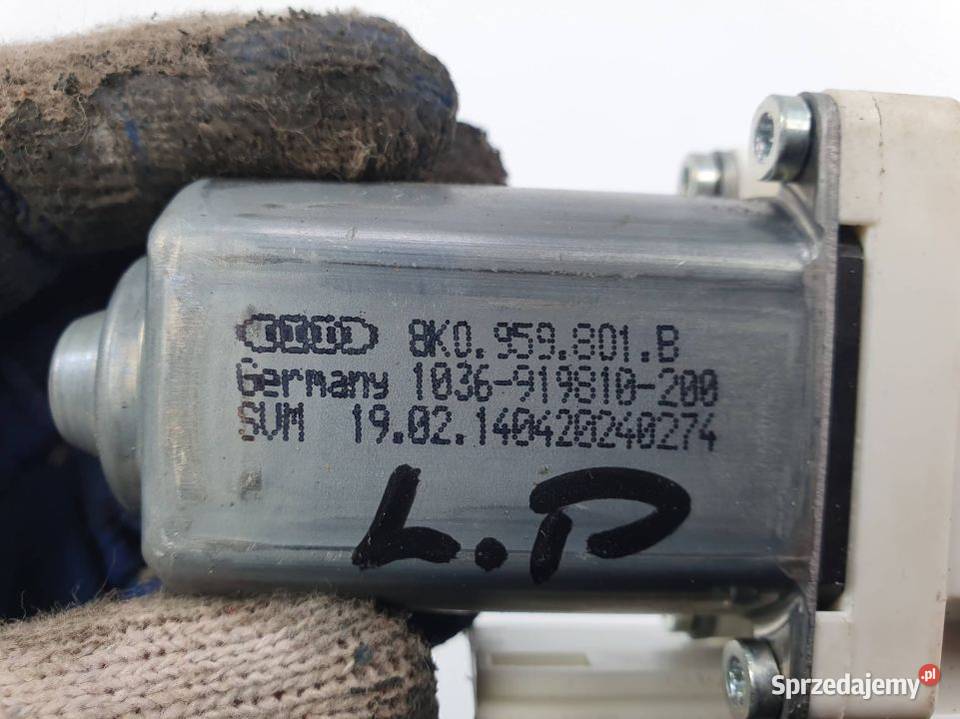 8K0.959.801.B
Germany 1036-919810-200
SVM 19.02.140420240274
L.P
Sprzedajemy.pl